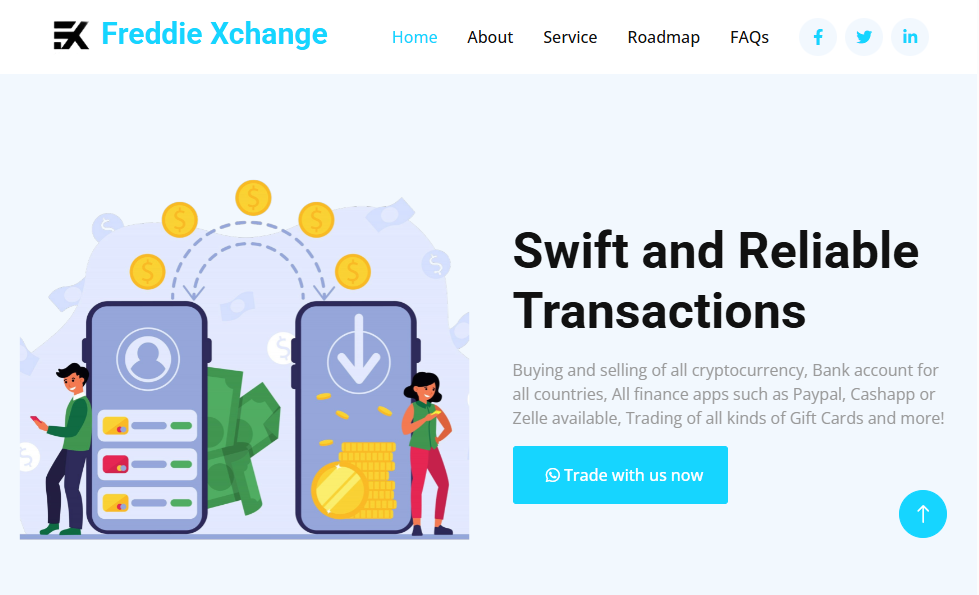 Freddie Xchange
Home About Service Roadmap FAQs
Swift and Reliable
Transactions
Buying and selling of all cryptocurrency, Bank account for
all countries, All finance apps such as Paypal, Cashapp or
Zelle available, Trading of all kinds of Gift Cards and more!
Trade with us now